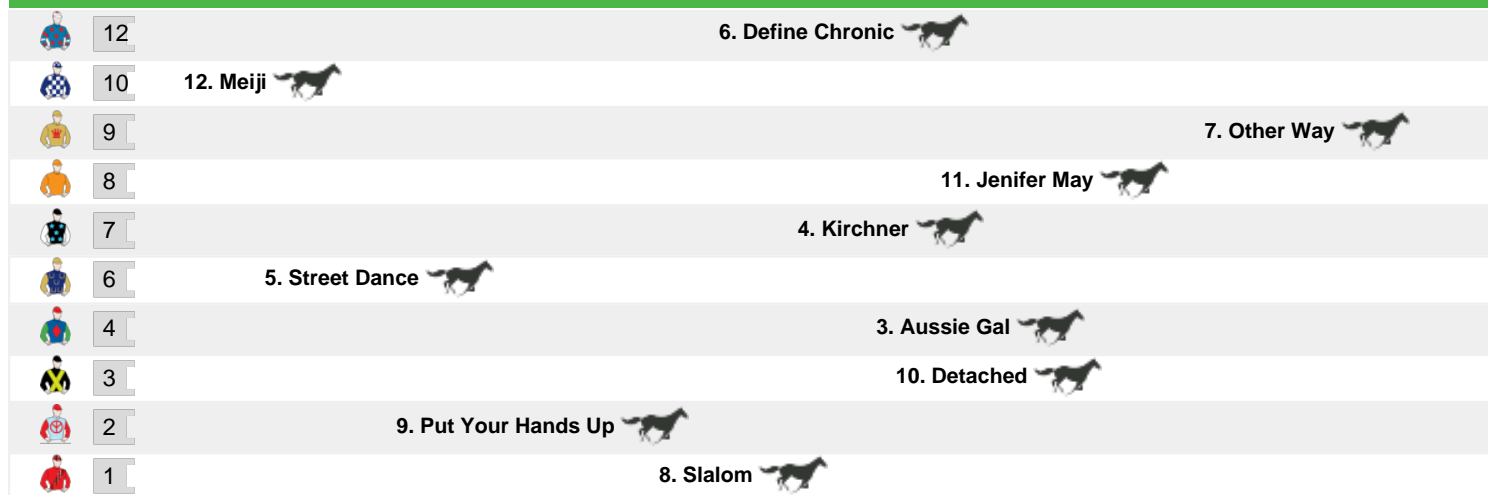 12 6. Define Chronic
10 12. Meiji
9 7. Other Way
8 11. Jenifer May
7 4. Kirchner
6 5. Street Dance
4 3. Aussie Gal
3 10. Detached
2 9. Put Your Hands Up
1 8. Slalom